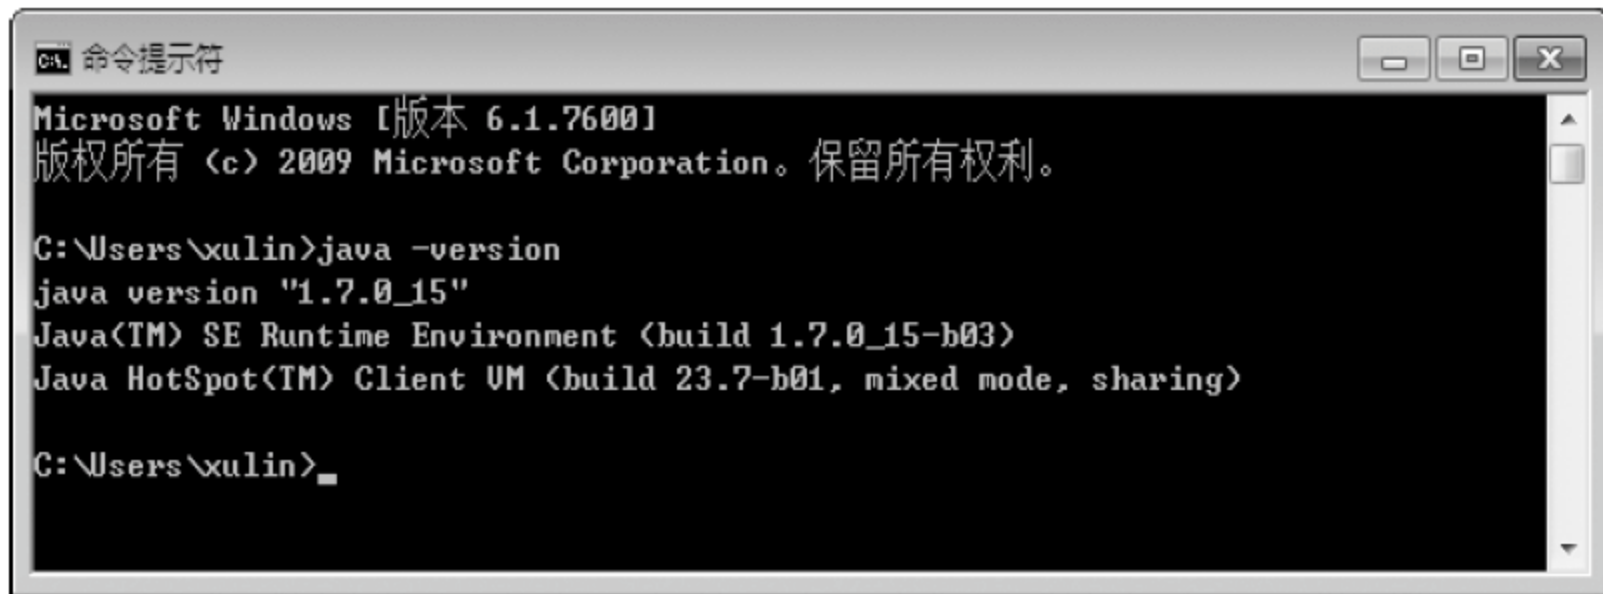 命令提示符
Microsoft Windows [版本 6.1.7600]
版权所有 (c) 2009 Microsoft Corporation。保留所有权利。
C:\Users\xulin>java -version
java version "1.7.0_15"
Java(TM) SE Runtime Environment (build 1.7.0_15-b03)
Java HotSpot(TM) Client VM (build 23.7-b01, mixed mode, sharing)
C:\Users\xulin>_